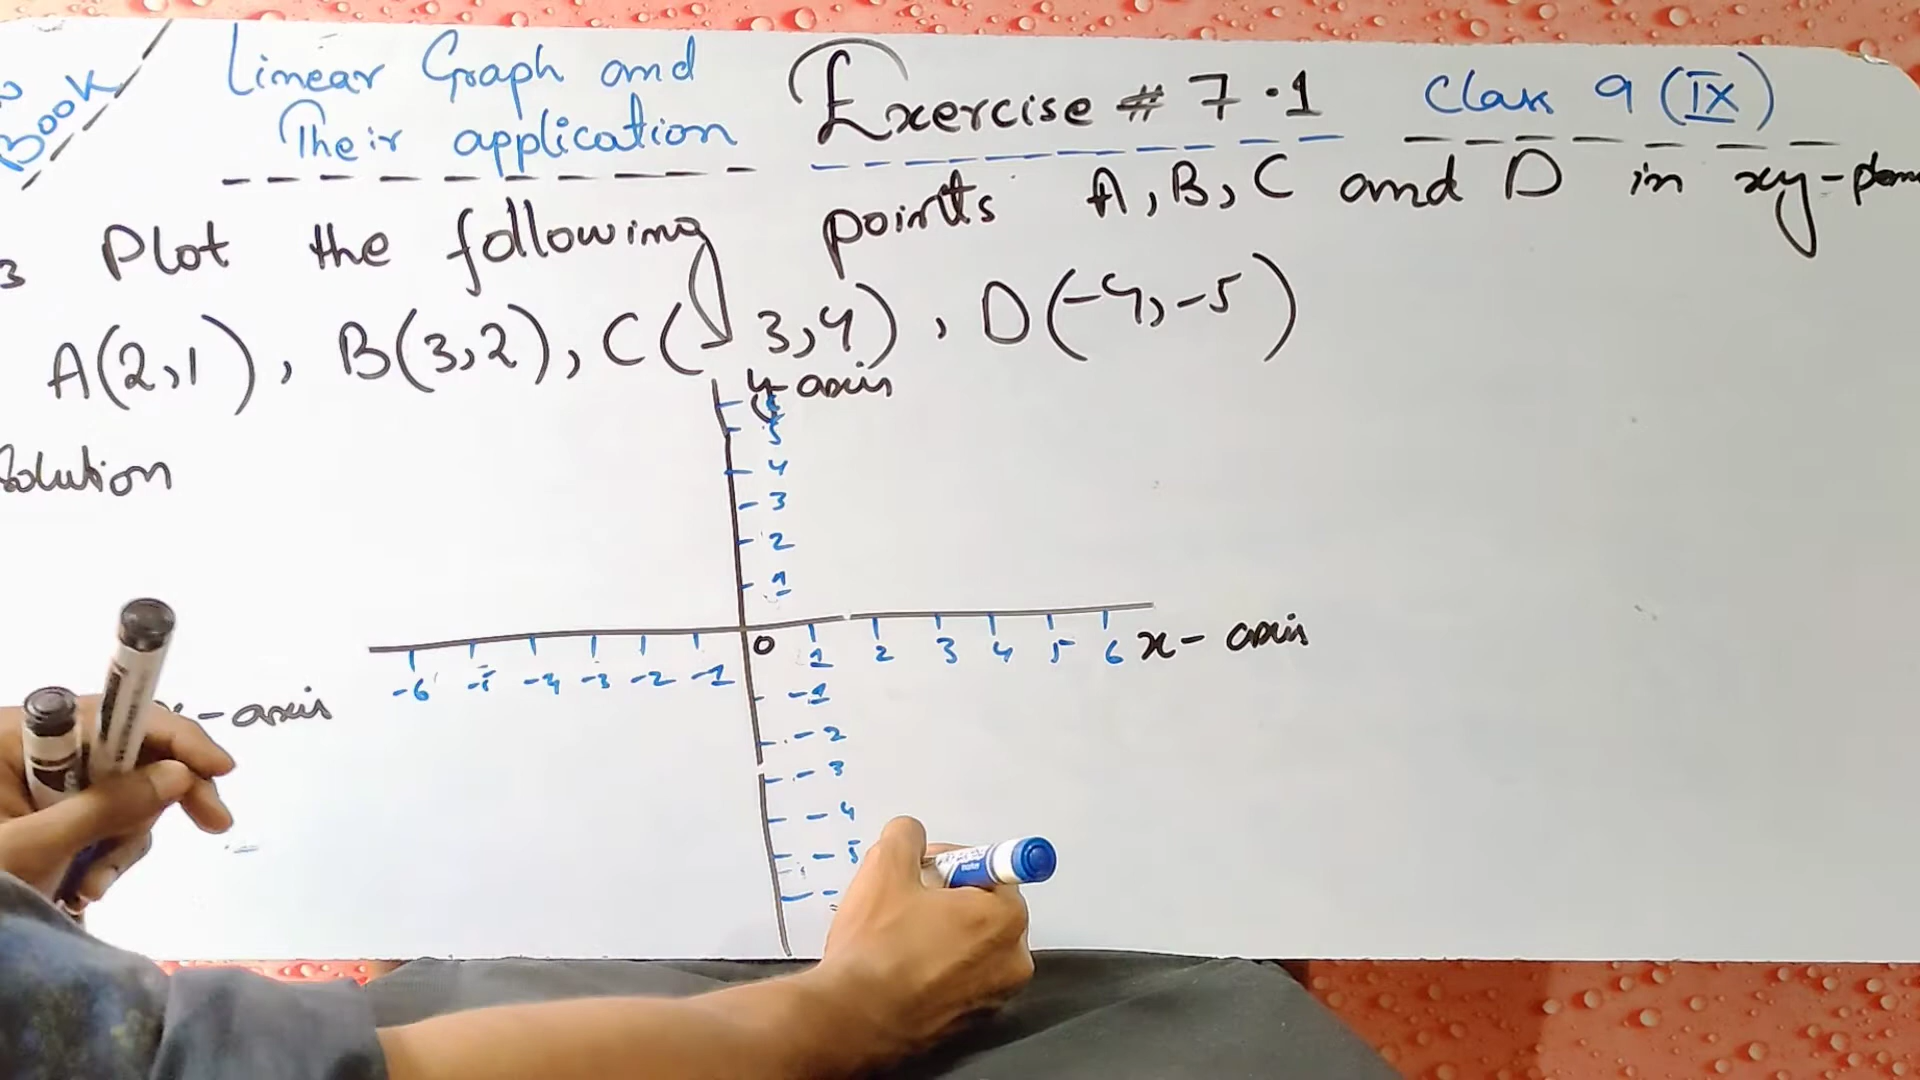 Book
Linear Graph and
Their application
Exercise # 7.1
Class 9 (IX)
3 Plot the following points A, B, C and D in xy-plane
A(2,1), B(3,2), C( 3,4), D(-4,-5)
Solution
y axis
5
4
3
2
1
0 1 2 3 4 5 6 x - axis
-6 -5 -4 -3 -2 -1
- axis
-1
-2
-3
-4
-5